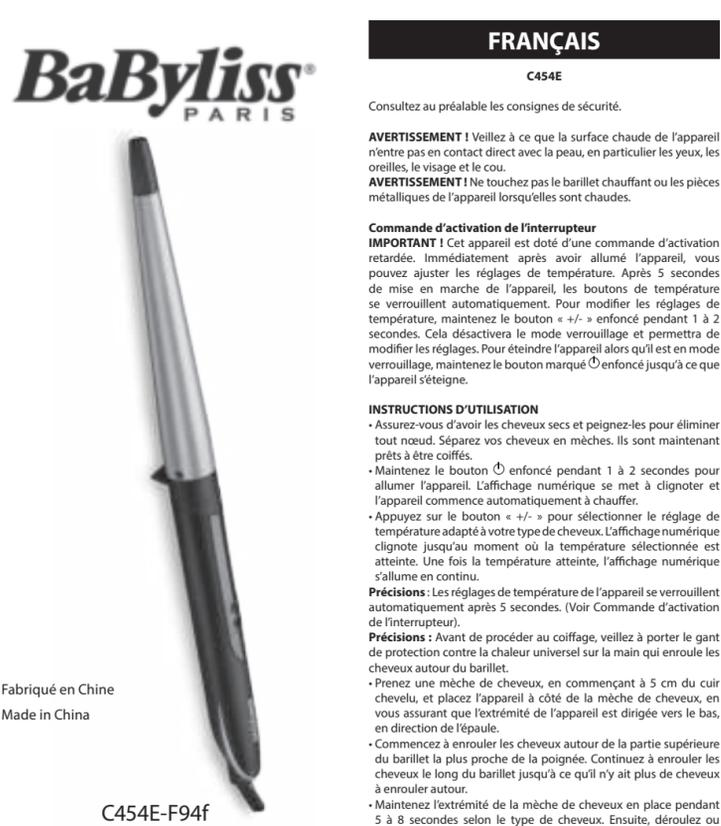 BaByliss®
PARIS
Fabriqué en Chine
Made in China
C454E-F94f
FRANÇAIS
C454E
Consultez au préalable les consignes de sécurité.
AVERTISSEMENT ! Veillez à ce que la surface chaude de l'appareil
n'entre pas en contact direct avec la peau, en particulier les yeux, les
oreilles, le visage et le cou.
AVERTISSEMENT ! Ne touchez pas le barillet chauffant ou les pièces
métalliques de l'appareil lorsqu'elles sont chaudes.
Commande d'activation de l'interrupteur
IMPORTANT ! Cet appareil est doté d'une commande d'activation
retardée. Immédiatement après avoir allumé l'appareil, vous
pouvez ajuster les réglages de température. Après 5 secondes
de mise en marche de l'appareil, les boutons de température
se verrouillent automatiquement. Pour modifier les réglages de
température, maintenez le bouton « +/- » enfoncé pendant 1 à 2
secondes. Cela désactivera le mode verrouillage et permettra de
modifier les réglages. Pour éteindre l'appareil alors qu'il est en mode
verrouillage, maintenez le bouton marqué enfoncé jusqu'à ce que
l'appareil s'éteigne.
INSTRUCTIONS D'UTILISATION
• Assurez-vous d'avoir les cheveux secs et peignez-les pour éliminer
tout nœud. Séparez vos cheveux en mèches. Ils sont maintenant
prêts à être coiffés.
• Maintenez le bouton enfoncé pendant 1 à 2 secondes pour
allumer l'appareil. L'affichage numérique se met à clignoter et
l'appareil commence automatiquement à chauffer.
• Appuyez sur le bouton « +/- » pour sélectionner le réglage de
température adapté à votre type de cheveux. L'affichage numérique
clignote jusqu'au moment où la température sélectionnée est
atteinte. Une fois la température atteinte, l'affichage numérique
s'allume en continu.
Précisions : Les réglages de température de l'appareil se verrouillent
automatiquement après 5 secondes. (Voir Commande d'activation
de l'interrupteur).
Précisions : Avant de procéder au coiffage, veillez à porter le gant
de protection contre la chaleur universel sur la main qui enroule les
cheveux autour du barillet.
• Prenez une mèche de cheveux, en commençant à 5 cm du cuir
chevelu, et placez l'appareil à côté de la mèche de cheveux, en
vous assurant que l'extrémité de l'appareil est dirigée vers le bas,
en direction de l'épaule.
• Commencez à enrouler les cheveux autour de la partie supérieure
du barillet la plus proche de la poignée. Continuez à enrouler les
cheveux le long du barillet jusqu'à ce qu'il n'y ait plus de cheveux
à enrouler autour.
• Maintenez l'extrémité de la mèche de cheveux en place pendant
5 à 8 secondes selon le type de cheveux. Ensuite, déroulez ou